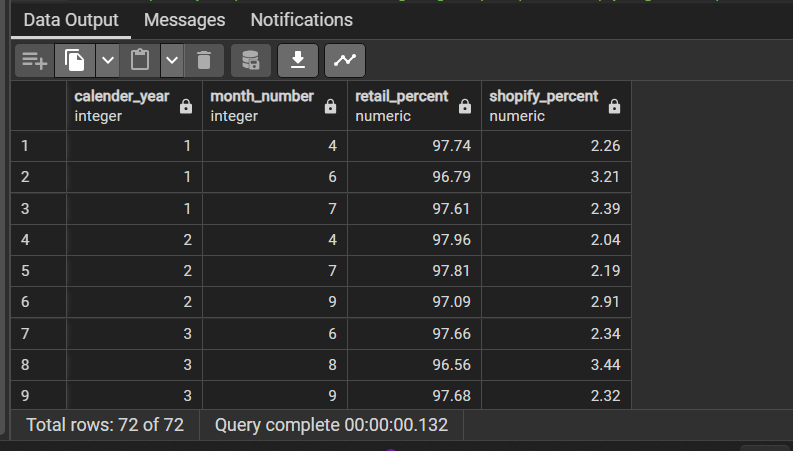 Data Output Messages Notifications
calender_year integer month_number integer retail_percent numeric shopify_percent numeric
1 1 4 97.74 2.26
2 1 6 96.79 3.21
3 1 7 97.61 2.39
4 2 4 97.96 2.04
5 2 7 97.81 2.19
6 2 9 97.09 2.91
7 3 6 97.66 2.34
8 3 8 96.56 3.44
9 3 9 97.68 2.32
Total rows: 72 of 72 Query complete 00:00:00.132